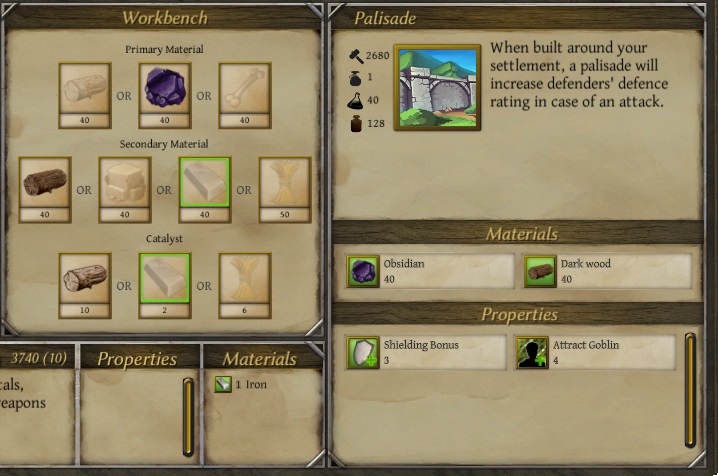 Workbench
Primary Material
OR
OR
40
40
40
Secondary Material
OR
OR
OR
40
40
40
50
Catalyst
OR
OR
10
2
6
Palisade
2680
1
40
128
When built around your
settlement, a palisade will
increase defenders' defence
rating in case of an attack.
Materials
Obsidian
40
Dark wood
40
Properties
Shielding Bonus
3
Attract Goblin
4
3740 (10)
Properties
Materials
1 Iron